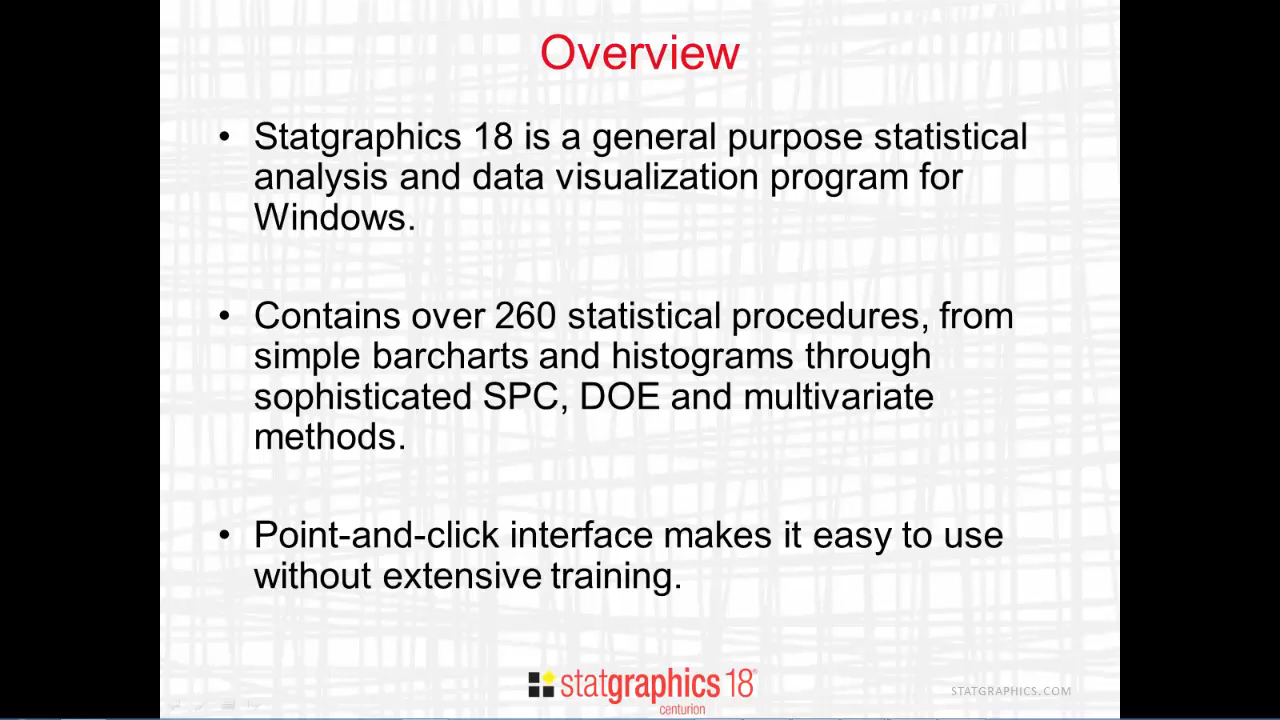 Overview
• Statgraphics 18 is a general purpose statistical
analysis and data visualization program for
Windows.
• Contains over 260 statistical procedures, from
simple barcharts and histograms through
sophisticated SPC, DOE and multivariate
methods.
• Point-and-click interface makes it easy to use
without extensive training.
statgraphics 18®
centurion
STATGRAPHICS.COM